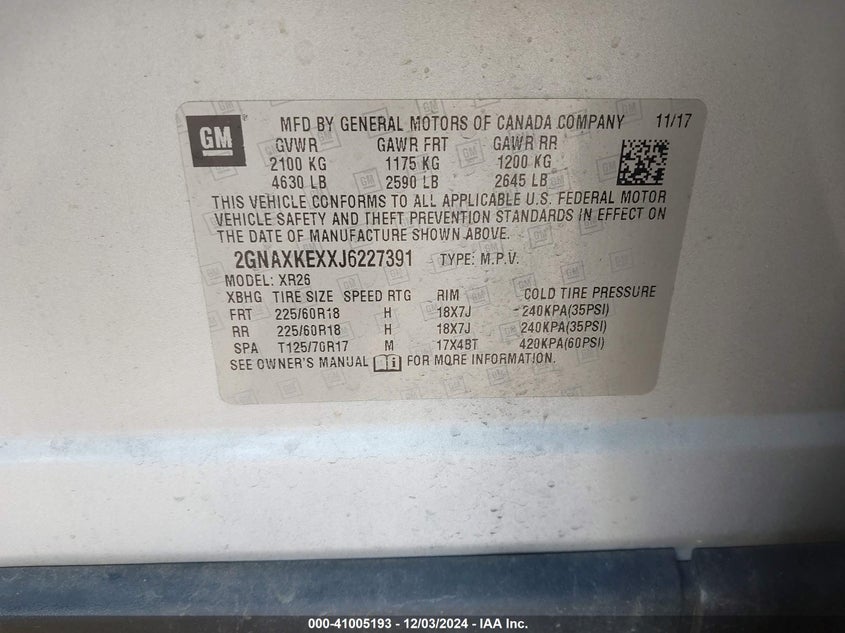 GM MFD BY GENERAL MOTORS OF CANADA COMPANY 11/17
GVWR GAWR FRT GAWR RR
2100 KG 1175 KG 1200 KG
4630 LB 2590 LB 2645 LB
THIS VEHICLE CONFORMS TO ALL APPLICABLE U.S. FEDERAL MOTOR
VEHICLE SAFETY AND THEFT PREVENTION STANDARDS IN EFFECT ON
THE DATE OF MANUFACTURE SHOWN ABOVE.
2GNAXKEXXJ6227391 TYPE: M.P.V.
MODEL: XR26
XBHG TIRE SIZE SPEED RTG RIM COLD TIRE PRESSURE
FRT 225/60R18 H 18X7J 240KPA(35PSI)
RR 225/60R18 H 18X7J 240KPA(35PSI)
SPA T125/70R17 M 17X4BT 420KPA(60PSI)
SEE OWNER'S MANUAL FOR MORE INFORMATION.
000-41005193 - 12/03/2024 - IAA Inc.